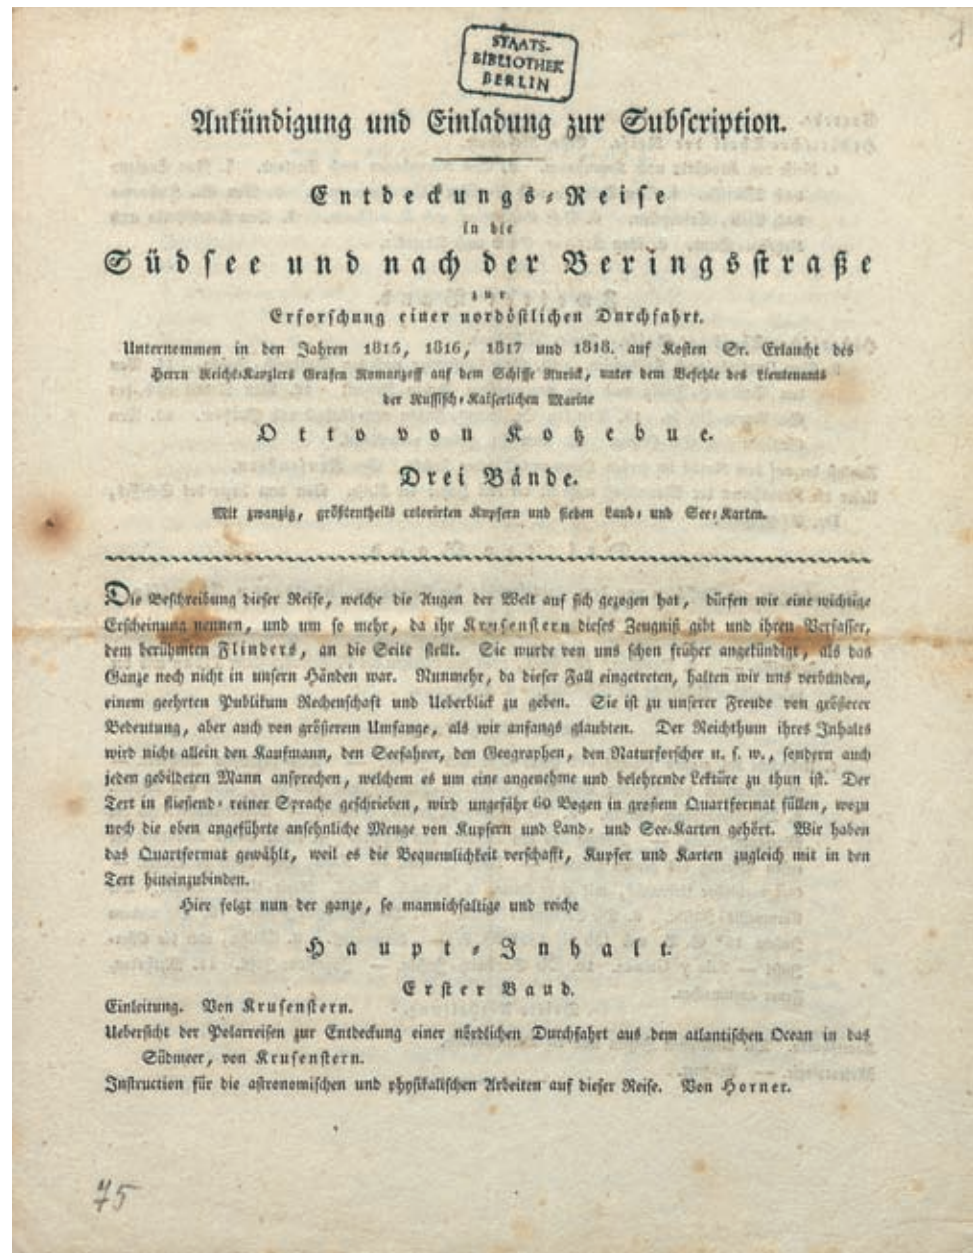 1
STAATS-
BIBLIOTHEK
BERLIN
Ankündigung und Einladung zur Subscription.
Entdeckungs-Reise
in die
Südsee und nach der Beringsstraße
zur
Erforschung einer nordöstlichen Durchfahrt.
Unternommen in den Jahren 1815, 1816, 1817 und 1818. auf Kosten Sr. Erlaucht des
Herrn Reichs-Kanzlers Grafen Romanzoff auf dem Schiffe Rurick, unter dem Befehle des Lieutenants
der Russisch-Kaiserlichen Marine
Otto von Kotzebue.
Drei Bände.
Mit zwanzig, größtentheils colorirten Kupfern und sieben Land- und See-Karten.
Die Beschreibung dieser Reise, welche die Augen der Welt auf sich gezogen hat, dürfen wir eine wichtige
Erscheinung nennen, und um so mehr, da ihr Krusenstern dieses Zeugniß gibt und ihren Verfasser,
dem berühmten Flinders, an die Seite stellt. Sie wurde von uns schon früher angekündigt, als das
Ganze noch nicht in unsern Händen war. Nunmehr, da dieser Fall eingetreten, halten wir uns verbunden,
einem geehrten Publikum Rechenschaft und Ueberblick zu geben. Sie ist zu unserer Freude von größerer
Bedeutung, aber auch von größerem Umfange, als wir anfangs glaubten. Der Reichthum ihres Inhalts
wird nicht allein den Kaufmann, den Seefahrer, den Geographen, den Naturforscher u. s. w., sondern auch
jeden gebildeten Mann ansprechen, welchem es um eine angenehme und belehrende Lektüre zu thun ist. Der
Text in fließend-reiner Sprache geschrieben, wird ungefähr 60 Bogen in großem Quartformat füllen, wozu
noch die oben angeführte ansehnliche Menge von Kupfern und Land- und See-Karten gehört. Wir haben
das Quartformat gewählt, weil es die Bequemlichkeit verschafft, Kupfer und Karten zugleich mit in den
Text hineinzubinden.
Hier folgt nun der ganze, so mannichfaltige und reiche
Haupt-Inhalt.
Erster Band.
Einleitung. Von Krusenstern.
Uebersicht der Polarreisen zur Entdeckung einer nördlichen Durchfahrt aus dem atlantischen Ocean in das
Südmeer, von Krusenstern.
Instruction für die astronomischen und physikalischen Arbeiten auf dieser Reise. Von Horner.
75